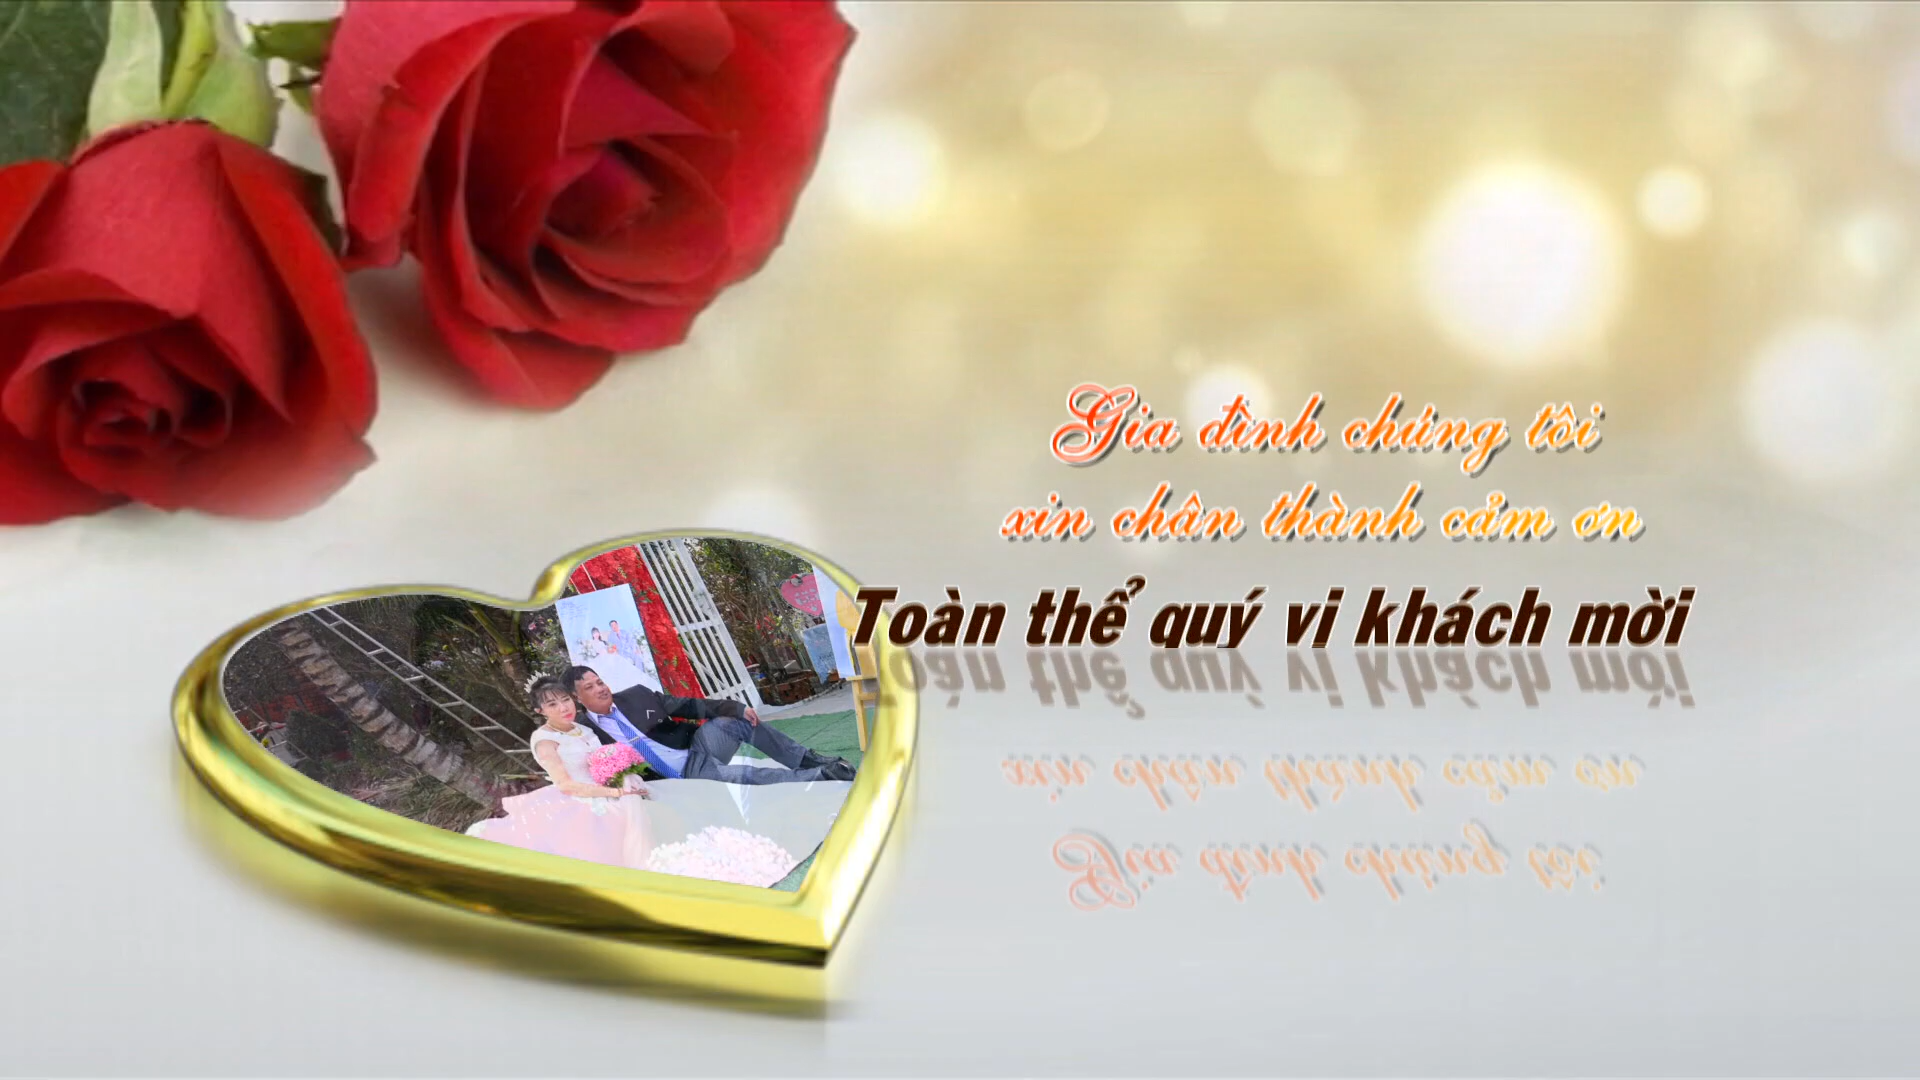 Gia đình chúng tôi
xin chân thành cảm ơn
Toàn thể quý vị khách mời